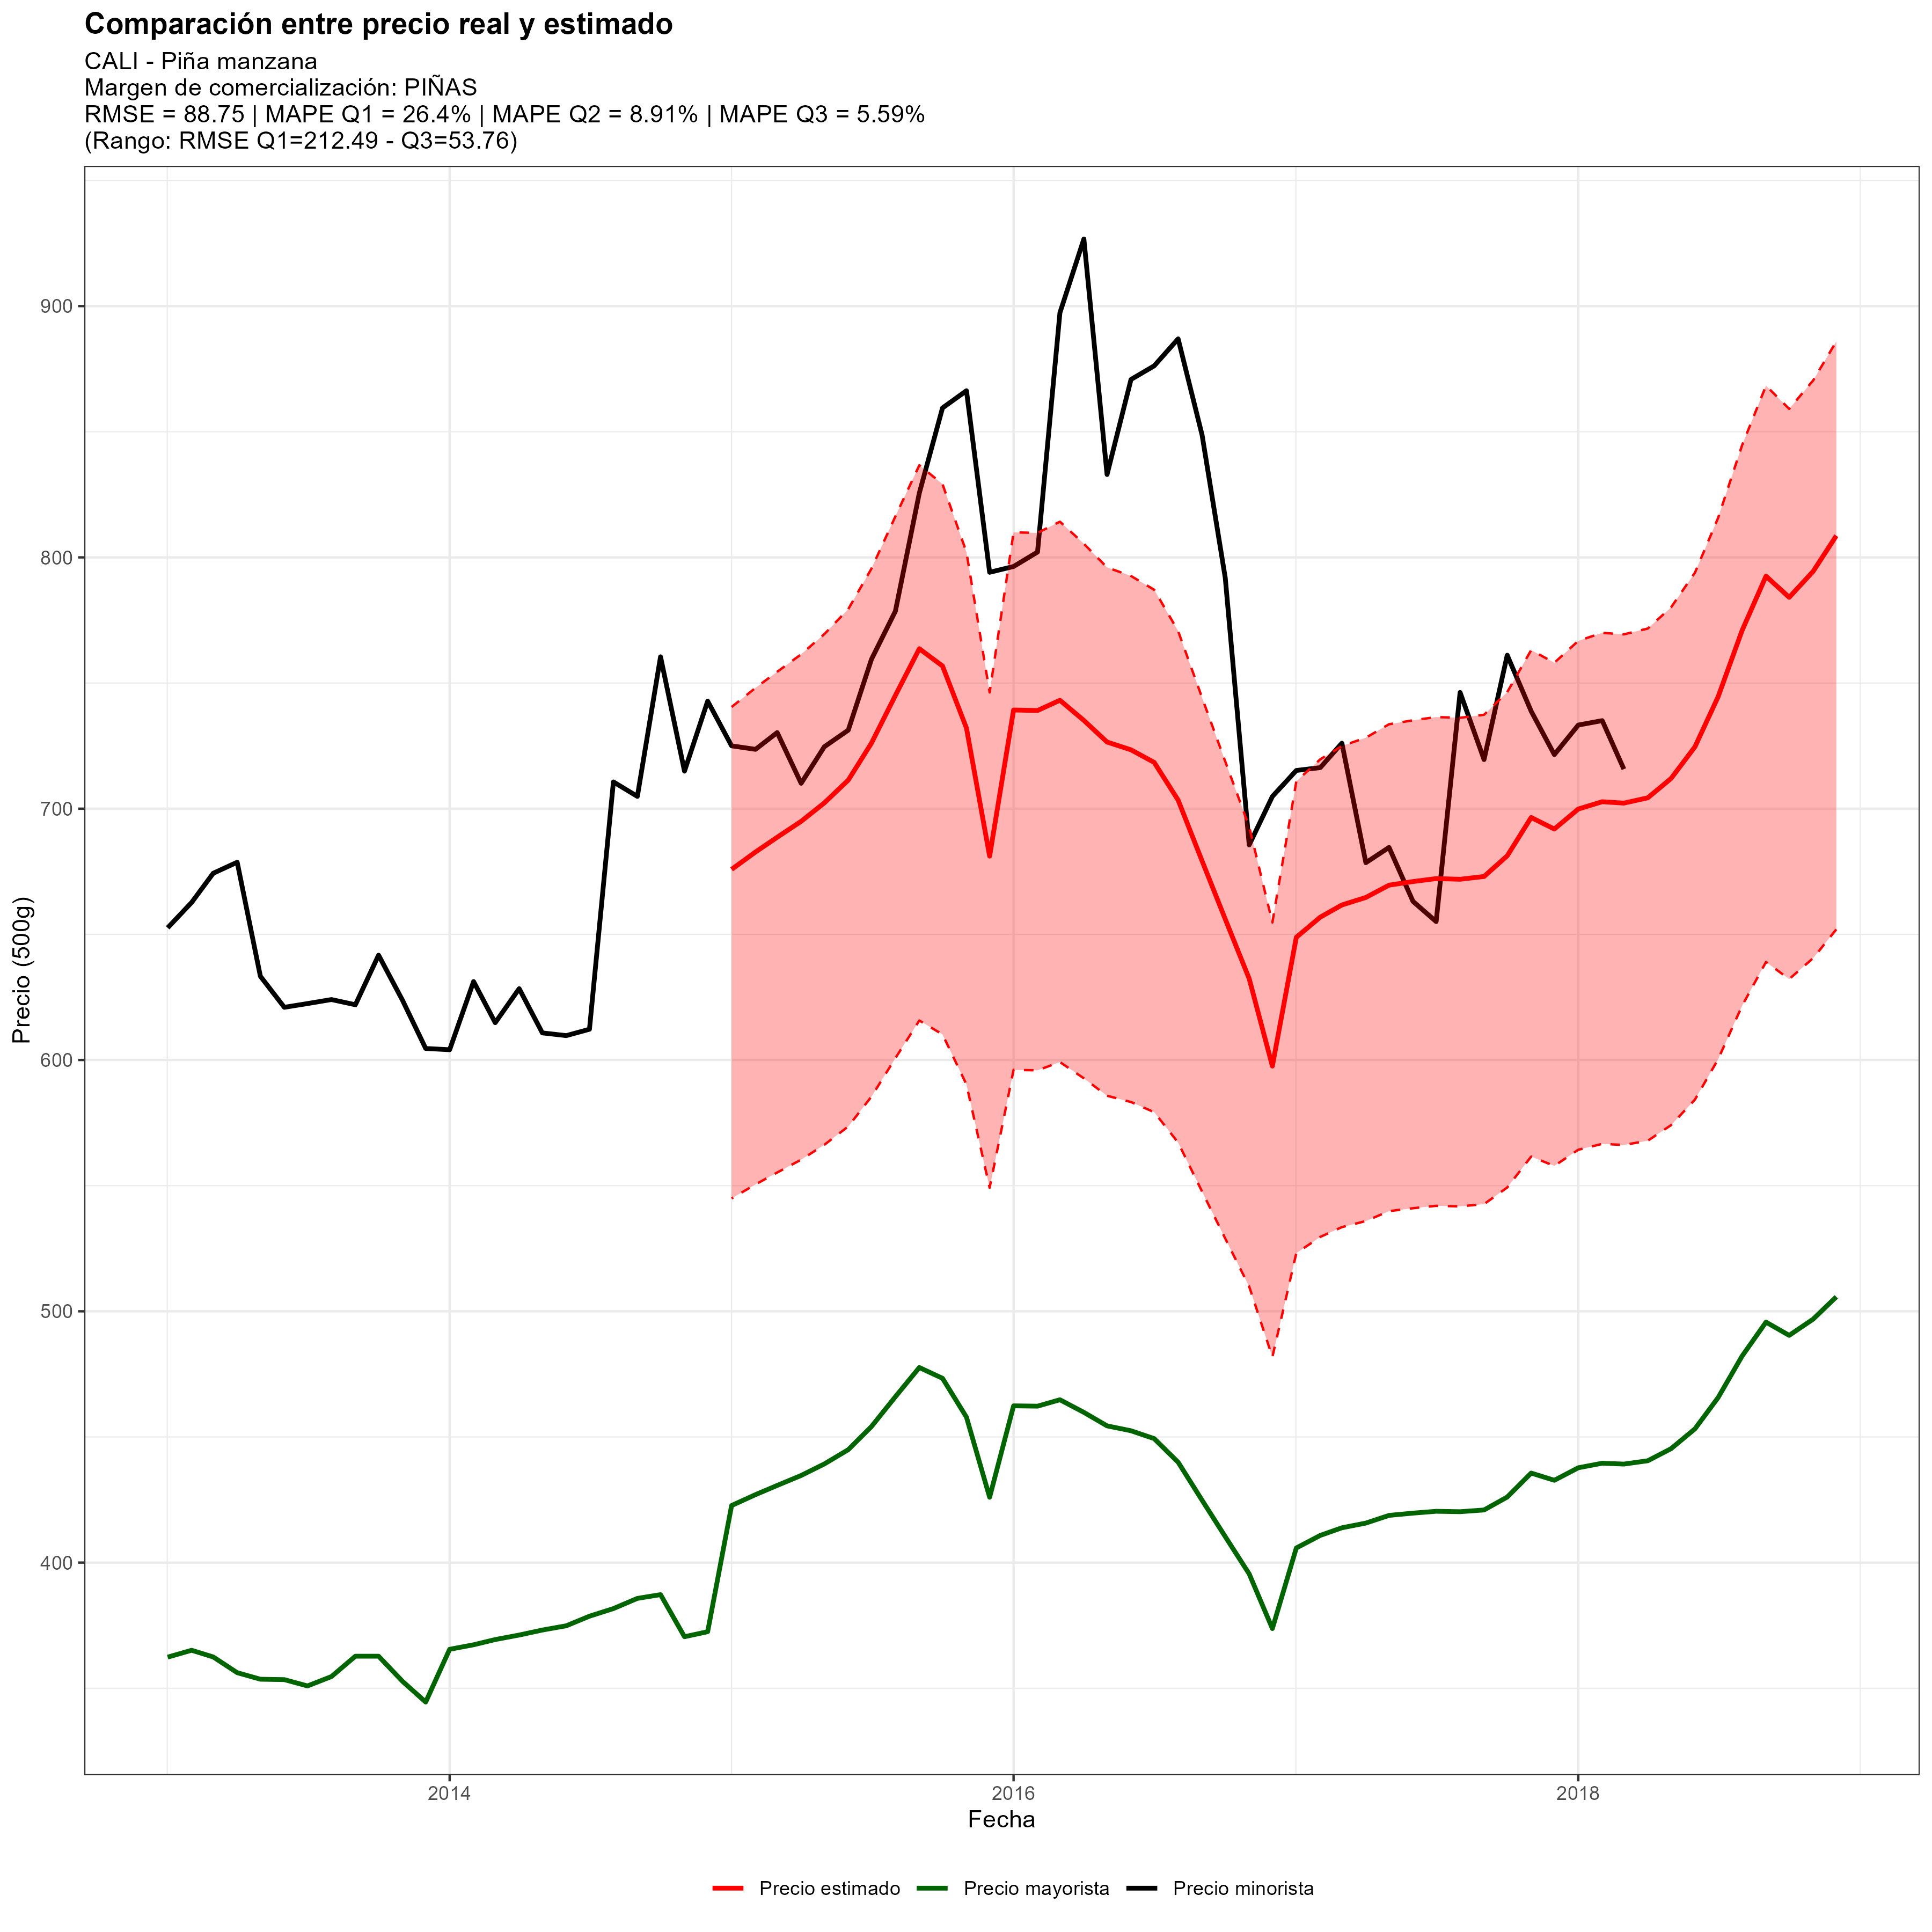 Comparación entre precio real y estimado
CALI - Piña manzana
Margen de comercialización: PIÑAS
RMSE = 88.75 | MAPE Q1 = 26.4% | MAPE Q2 = 8.91% | MAPE Q3 = 5.59%
(Rango: RMSE Q1=212.49 - Q3=53.76)
Precio (500g)
900
800
700
600
500
400
2014
2016
2018
Fecha
Precio estimado
Precio mayorista
Precio minorista